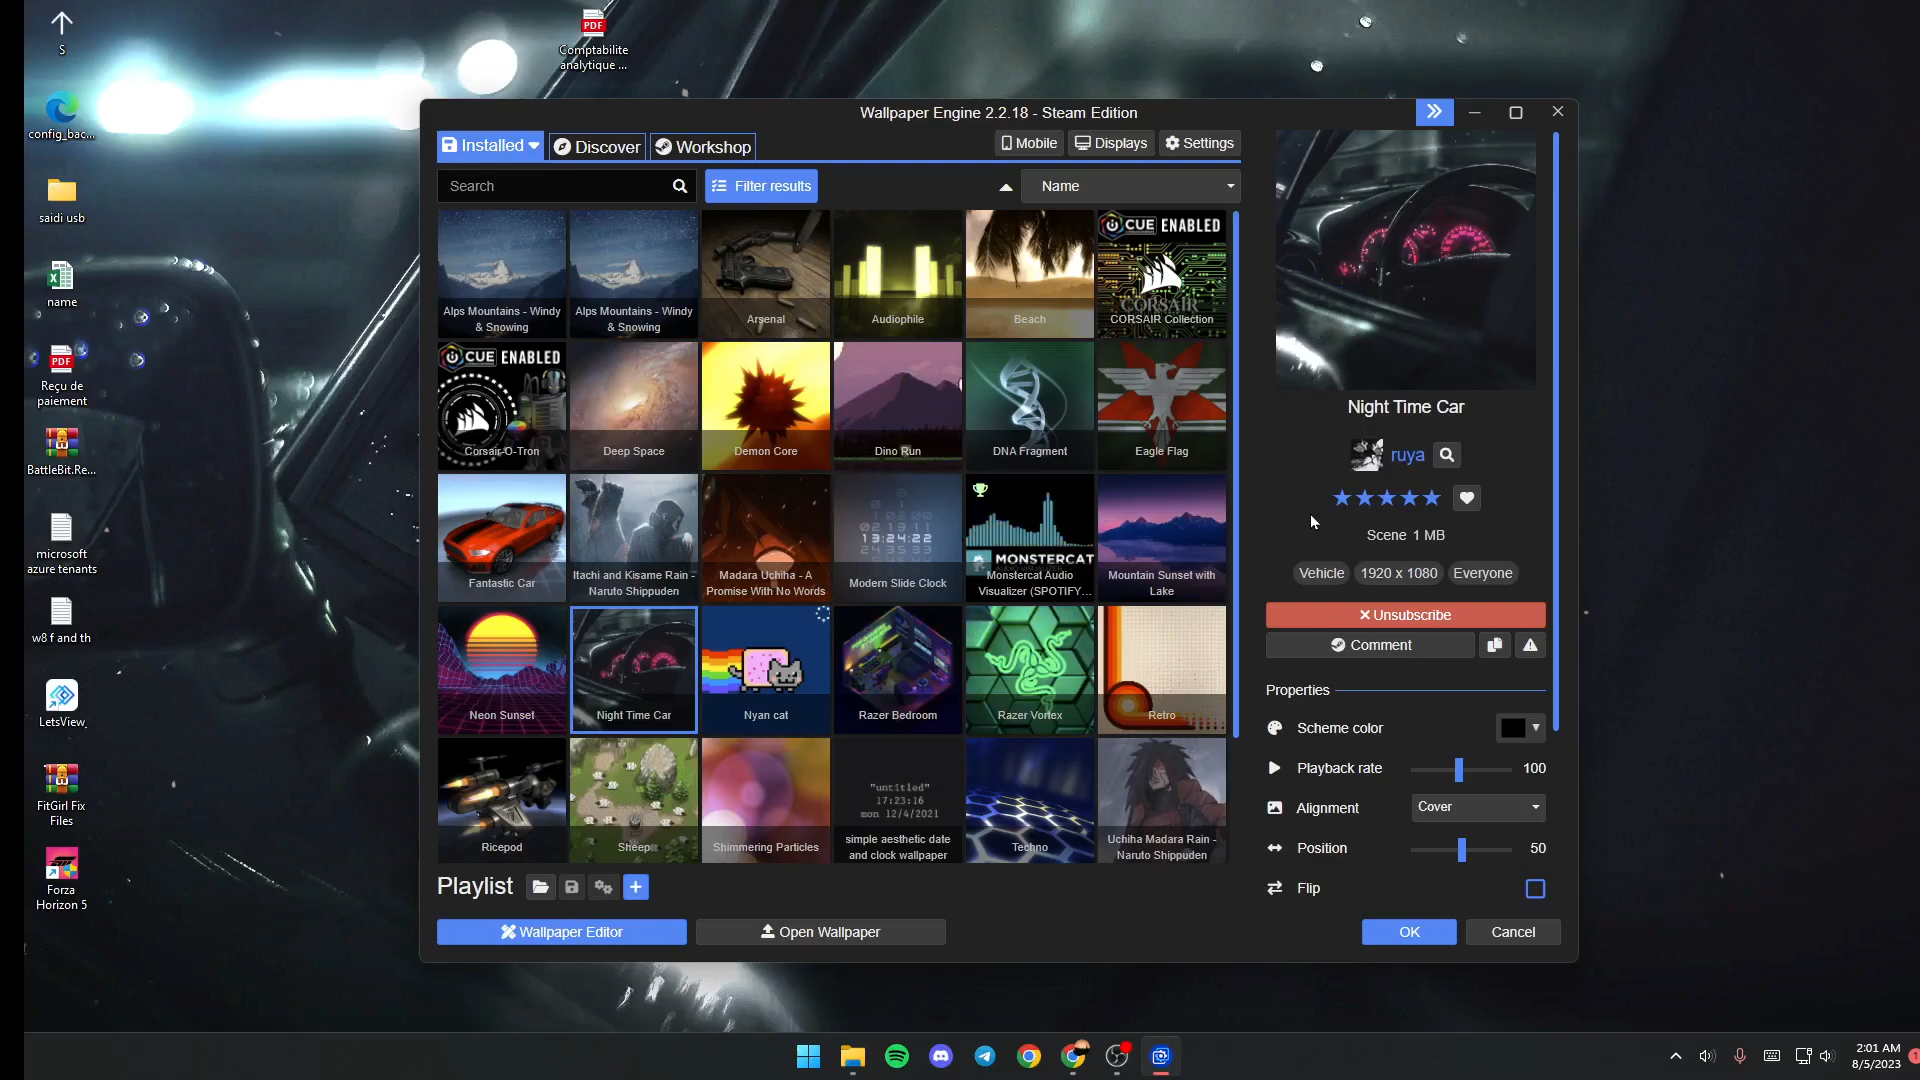 S
Comptabilite
analytique ...
config_bac...
saidi usb
name
Reçu de
paiement
BattleBit.Re...
microsoft
azure tenants
w8 f and th
LetsView
FitGirl Fix
Files
Forza
Horizon 5
Wallpaper Engine 2.2.18 - Steam Edition
Installed
Discover
Workshop
Mobile
Displays
Settings
Search
Filter results
Name
Alps Mountains - Windy
& Snowing
Alps Mountains - Windy
& Snowing
Arsenal
Audiophile
Beach
CUE ENABLED
CORSAIR
CORSAIR Collection
CUE ENABLED
Corsair-O-Tron
Deep Space
Demon Core
Dino Run
DNA Fragment
Eagle Flag
Fantastic Car
Itachi and Kisame Rain -
Naruto Shippuden
Madara Uchiha - A
Promise With No Words
13:24:22
Modern Slide Clock
MONSTERCAT
Monstercat Audio
Visualizer (SPOTIFY...
Mountain Sunset with
Lake
Neon Sunset
Night Time Car
Nyan cat
Razer Bedroom
Razer Vortex
Retro
Ricepod
Sheep
Shimmering Particles
"untitled"
17:23:16
mon 12/4/2021
simple aesthetic date
and clock wallpaper
Techno
Uchiha Madara Rain -
Naruto Shippuden
Playlist
Wallpaper Editor
Open Wallpaper
Night Time Car
ruya
Scene 1 MB
Vehicle
1920 x 1080
Everyone
Unsubscribe
Comment
Properties
Scheme color
Playback rate
100
Alignment
Cover
Position
50
Flip
OK
Cancel
2:01 AM
8/5/2023